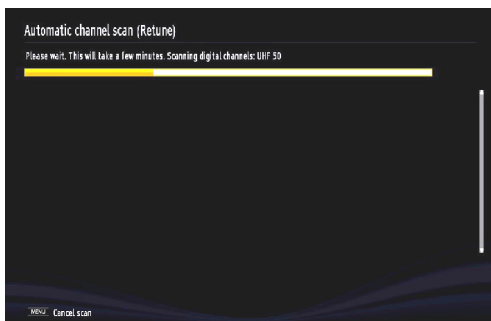 Automatic channel scan (Retune)
Please wait. This will take a few minutes. Scanning digital channels: UHF 50
MENU Cancel scan